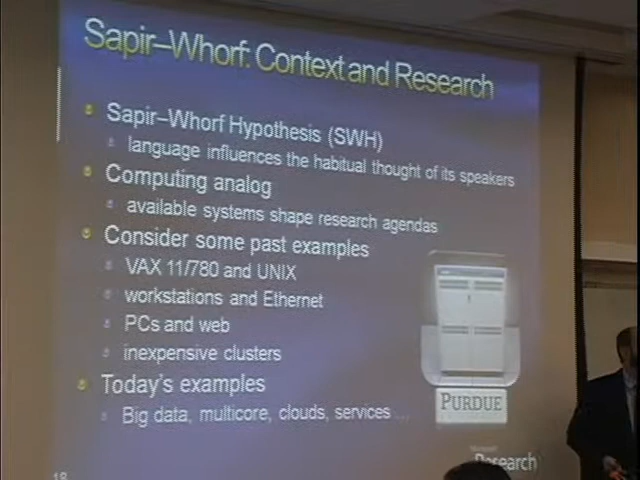 Sapir–Whorf: Context and Research
Sapir–Whorf Hypothesis (SWH)
language influences the habitual thought of its speakers
Computing analog
available systems shape research agendas
Consider some past examples
VAX 11/780 and UNIX
workstations and Ethernet
PCs and web
inexpensive clusters
Today's examples
Big data, multicore, clouds, services ...
PURDUE
Research
18